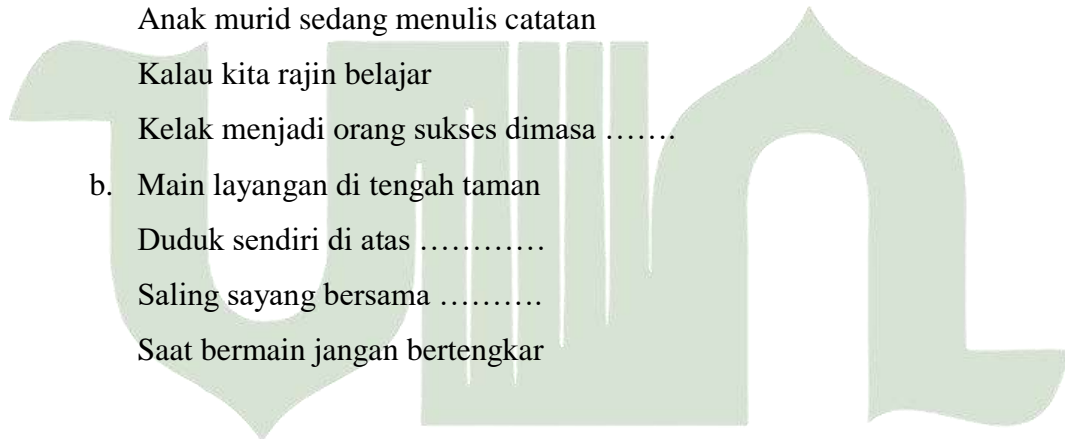 Anak murid sedang menulis catatan
Kalau kita rajin belajar
Kelak menjadi orang sukses dimasa …….
b. Main layangan di tengah taman
Duduk sendiri di atas …………
Saling sayang bersama ……….
Saat bermain jangan bertengkar